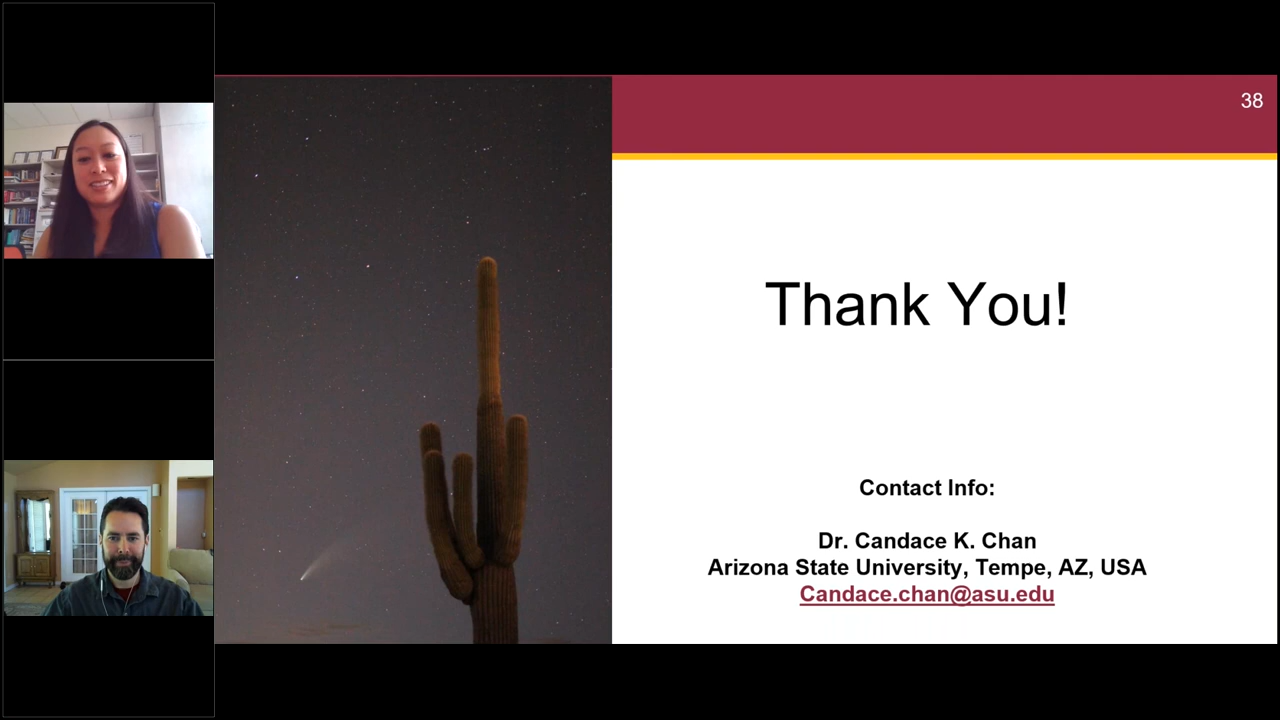 38
Thank You!
Contact Info:
Dr. Candace K. Chan
Arizona State University, Tempe, AZ, USA
Candace.chan@asu.edu